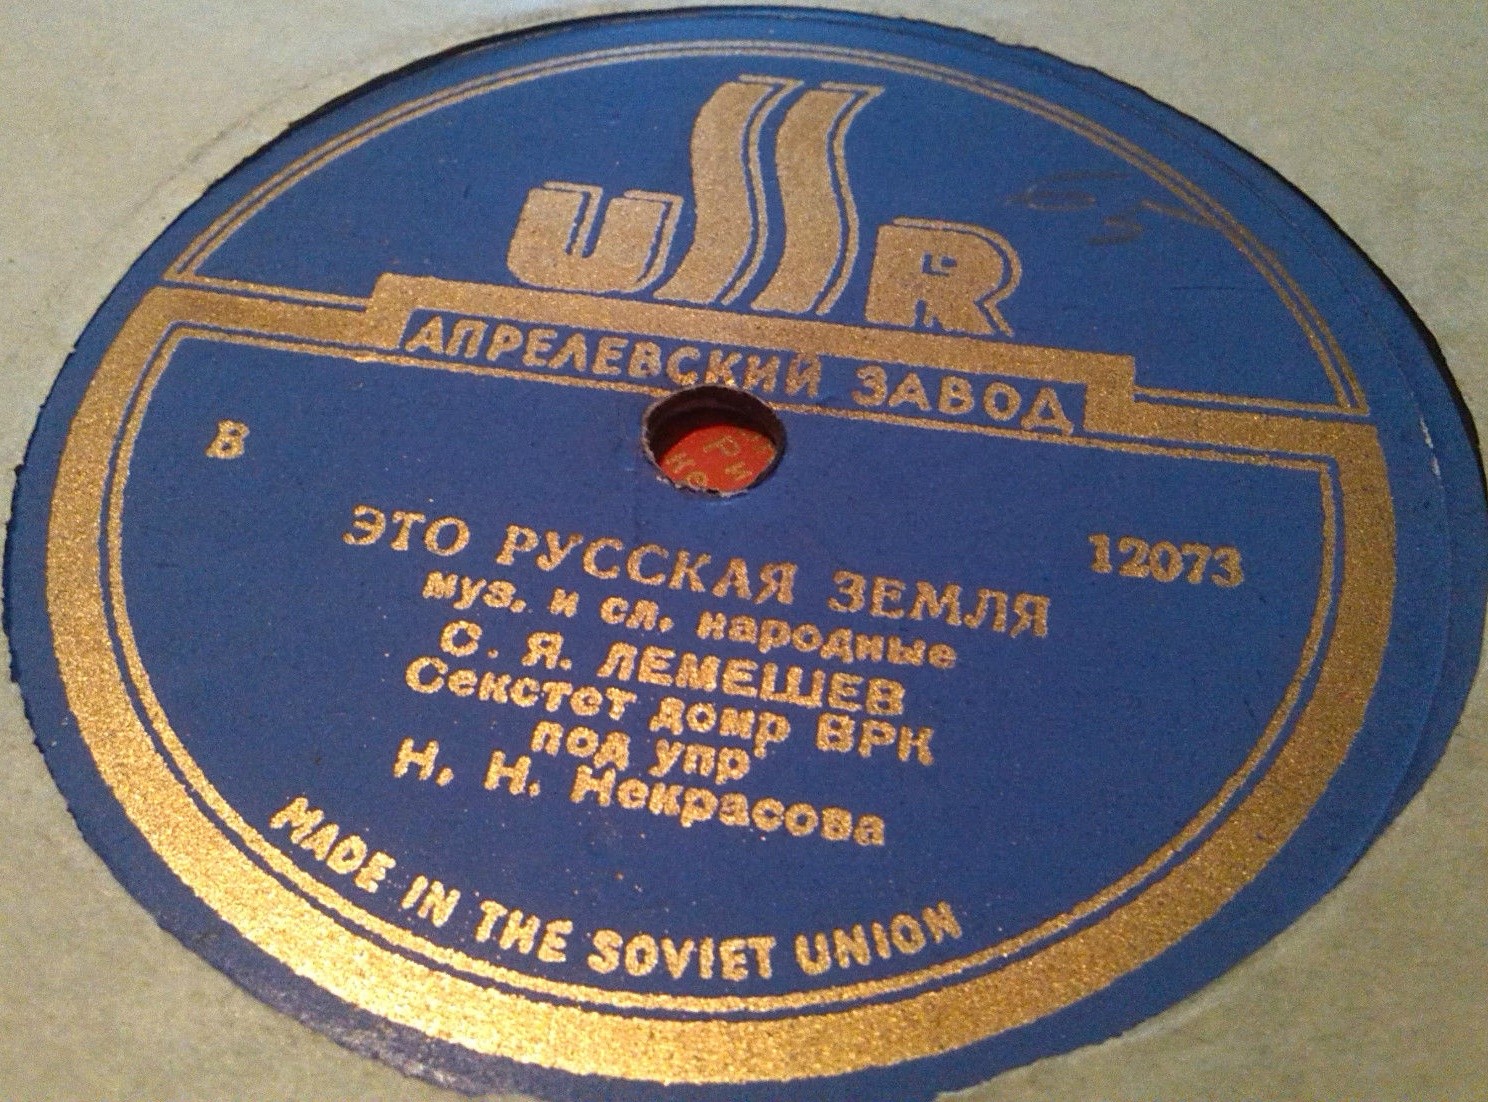 USSR
АПРЕЛЕВСКИЙ ЗАВОД
В
12073
ЭТО РУССКАЯ ЗЕМЛЯ
муз. и сл. народные
С. Я. ЛЕМЕШЕВ
Секстет домр ВРК
под упр
Н. Н. Некрасова
MADE IN THE SOVIET UNION